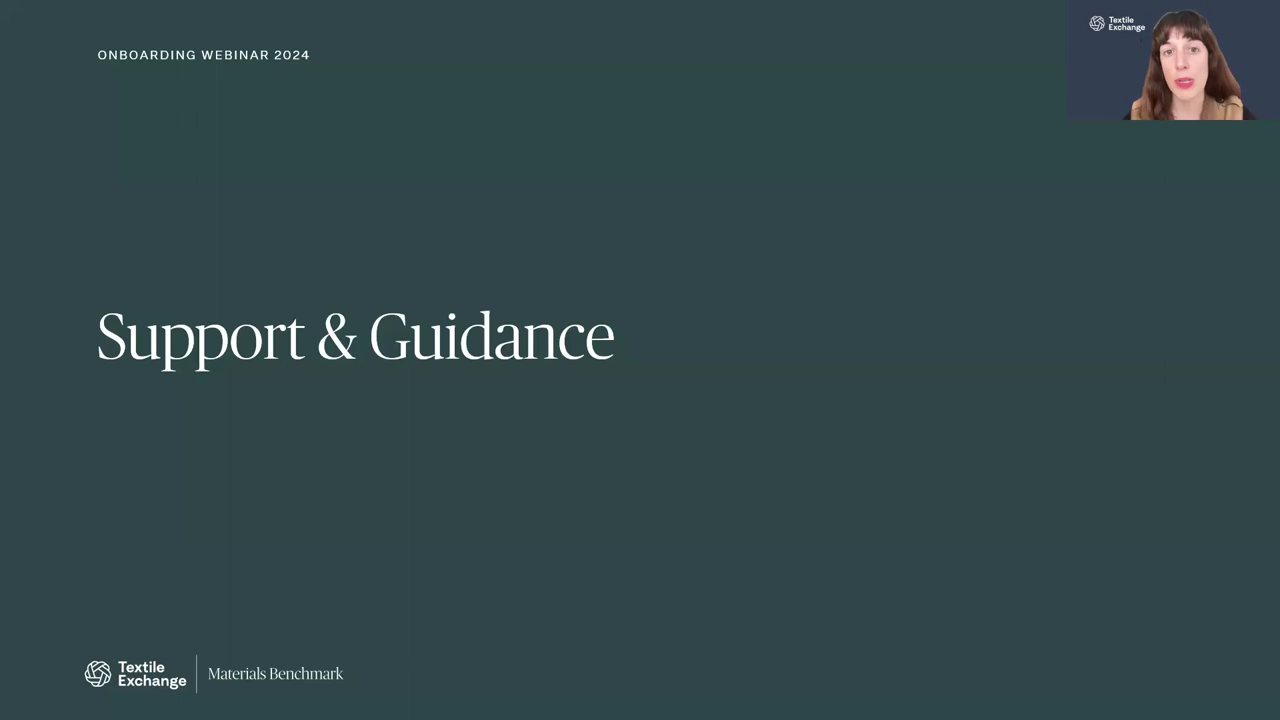 ONBOARDING WEBINAR 2024
Textile
Exchange
Support & Guidance
Textile
Exchange
Materials Benchmark